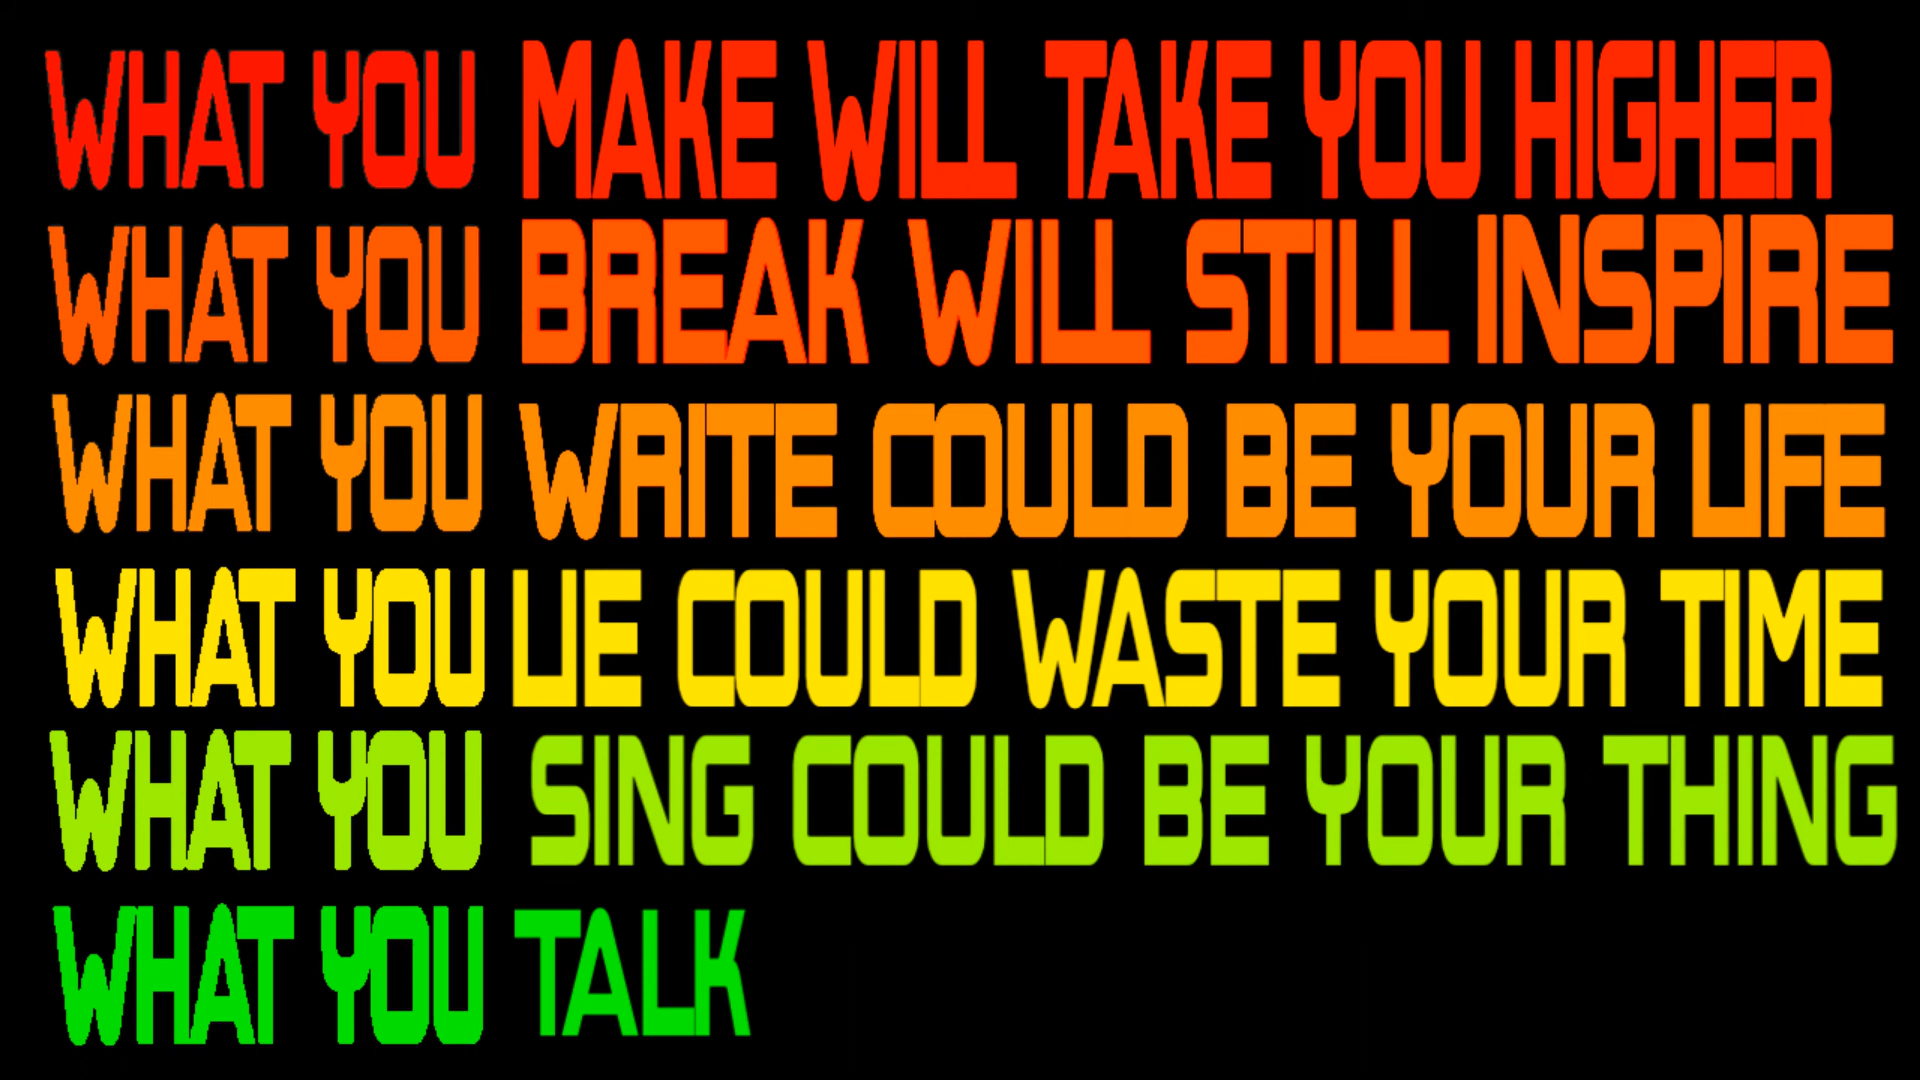 WHAT YOU MAKE WILL TAKE YOU HIGHER
WHAT YOU BREAK WILL STILL INSPIRE
WHAT YOU WRITE COULD BE YOUR LIFE
WHAT YOU LIE COULD WASTE YOUR TIME
WHAT YOU SING COULD BE YOUR THING
WHAT YOU TALK